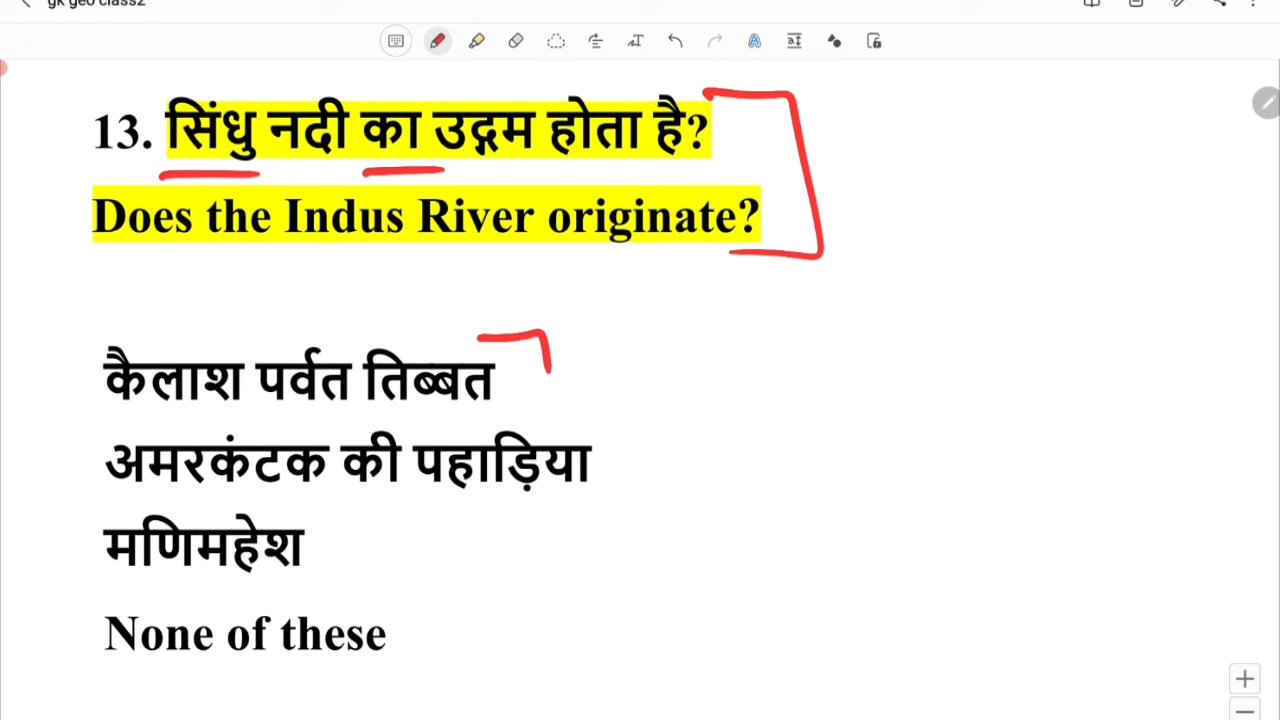 gk geo class2
13. सिंधु नदी का उद्गम होता है?
Does the Indus River originate?
कैलाश पर्वत तिब्बत
अमरकंटक की पहाड़िया
मणिमहेश
None of these